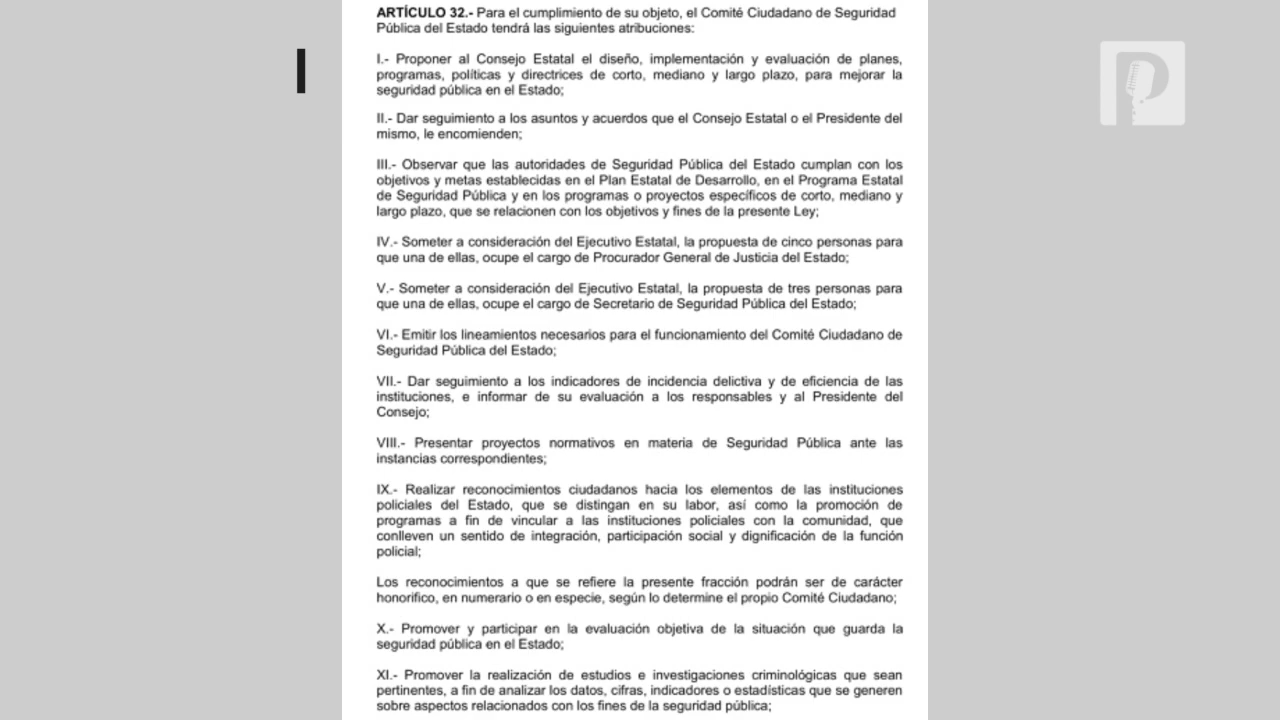 ARTÍCULO 32.- Para el cumplimiento de su objeto, el Comité Ciudadano de Seguridad
Pública del Estado tendrá las siguientes atribuciones:
I.- Proponer al Consejo Estatal el diseño, implementación y evaluación de planes,
programas, políticas y directrices de corto, mediano y largo plazo, para mejorar la
seguridad pública en el Estado;
II.- Dar seguimiento a los asuntos y acuerdos que el Consejo Estatal o el Presidente del
mismo, le encomienden;
III.- Observar que las autoridades de Seguridad Pública del Estado cumplan con los
objetivos y metas establecidas en el Plan Estatal de Desarrollo, en el Programa Estatal
de Seguridad Pública y en los programas o proyectos específicos de corto, mediano y
largo plazo, que se relacionen con los objetivos y fines de la presente Ley;
IV.- Someter a consideración del Ejecutivo Estatal, la propuesta de cinco personas para
que una de ellas, ocupe el cargo de Procurador General de Justicia del Estado;
V.- Someter a consideración del Ejecutivo Estatal, la propuesta de tres personas para
que una de ellas, ocupe el cargo de Secretario de Seguridad Pública del Estado;
VI.- Emitir los lineamientos necesarios para el funcionamiento del Comité Ciudadano de
Seguridad Pública del Estado;
VII.- Dar seguimiento a los indicadores de incidencia delictiva y de eficiencia de las
instituciones, e informar de su evaluación a los responsables y al Presidente del
Consejo;
VIII.- Presentar proyectos normativos en materia de Seguridad Pública ante las
instancias correspondientes;
IX.- Realizar reconocimientos ciudadanos hacia los elementos de las instituciones
policiales del Estado, que se distingan en su labor, así como la promoción de
programas a fin de vincular a las instituciones policiales con la comunidad, que
conlleven un sentido de integración, participación social y dignificación de la función
policial;
Los reconocimientos a que se refiere la presente fracción podrán ser de carácter
honorifico, en numerario o en especie, según lo determine el propio Comité Ciudadano;
X.- Promover y participar en la evaluación objetiva de la situación que guarda la
seguridad pública en el Estado;
XI.- Promover la realización de estudios e investigaciones criminológicas que sean
pertinentes, a fin de analizar los datos, cifras, indicadores o estadísticas que se generen
sobre aspectos relacionados con los fines de la seguridad pública;